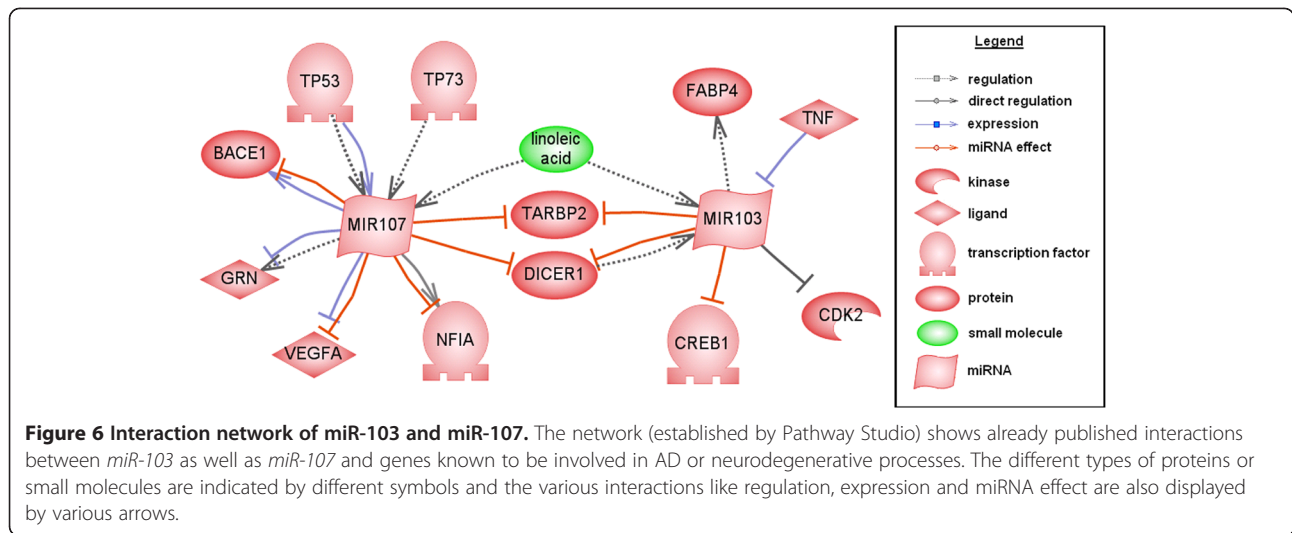 TP53
TP73
FABP4
TNF
BACE1
linoleic
acid
TARBP2
MIR107
MIR103
GRN
DICER1
VEGFA
NFIA
CREB1
CDK2
Legend
regulation
direct regulation
expression
miRNA effect
kinase
ligand
transcription factor
protein
small molecule
miRNA
Figure 6 Interaction network of miR-103 and miR-107. The network (established by Pathway Studio) shows already published interactions
between miR-103 as well as miR-107 and genes known to be involved in AD or neurodegenerative processes. The different types of proteins or
small molecules are indicated by different symbols and the various interactions like regulation, expression and miRNA effect are also displayed
by various arrows.